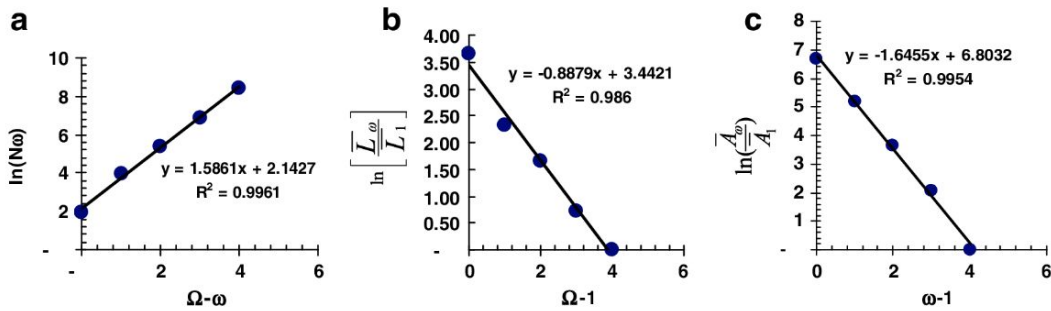 a
10
8
6
4
2
-
ln(Nω)
y = 1.5861x + 2.1427
R² = 0.9961
- 2 4 6
Ω-ω
b
4.00
3.50
3.00
2.50
2.00
1.50
1.00
0.50
-
ln [L̅ω / L̅1]
y = -0.8879x + 3.4421
R² = 0.986
0 2 4 6
Ω-1
c
8
7
6
5
4
3
2
1
-
ln(A̅ω / A̅1)
y = -1.6455x + 6.8032
R² = 0.9954
0 2 4 6
ω-1